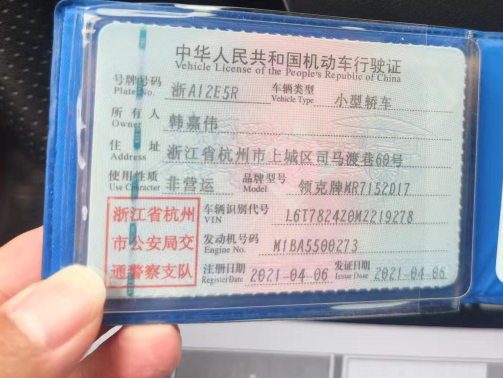 中华人民共和国机动车行驶证
Vehicle License of the People's Republic of China
号牌号码 浙A12E5R 车辆类型 小型轿车
Plate No. Vehicle Type
所有人 韩嘉伟
Owner
住址 浙江省杭州市上城区司马渡巷60号
Address
使用性质 非营运 品牌型号 领克牌MR7152D17
Use Character Model
浙江省杭州
市公安局交
通警察支队
车辆识别代号 L6T7824Z0MZ219278
VIN
发动机号码 M1BA5500273
Engine No.
注册日期 2021-04-06 发证日期 2021-04-06
Register Date Issue Date